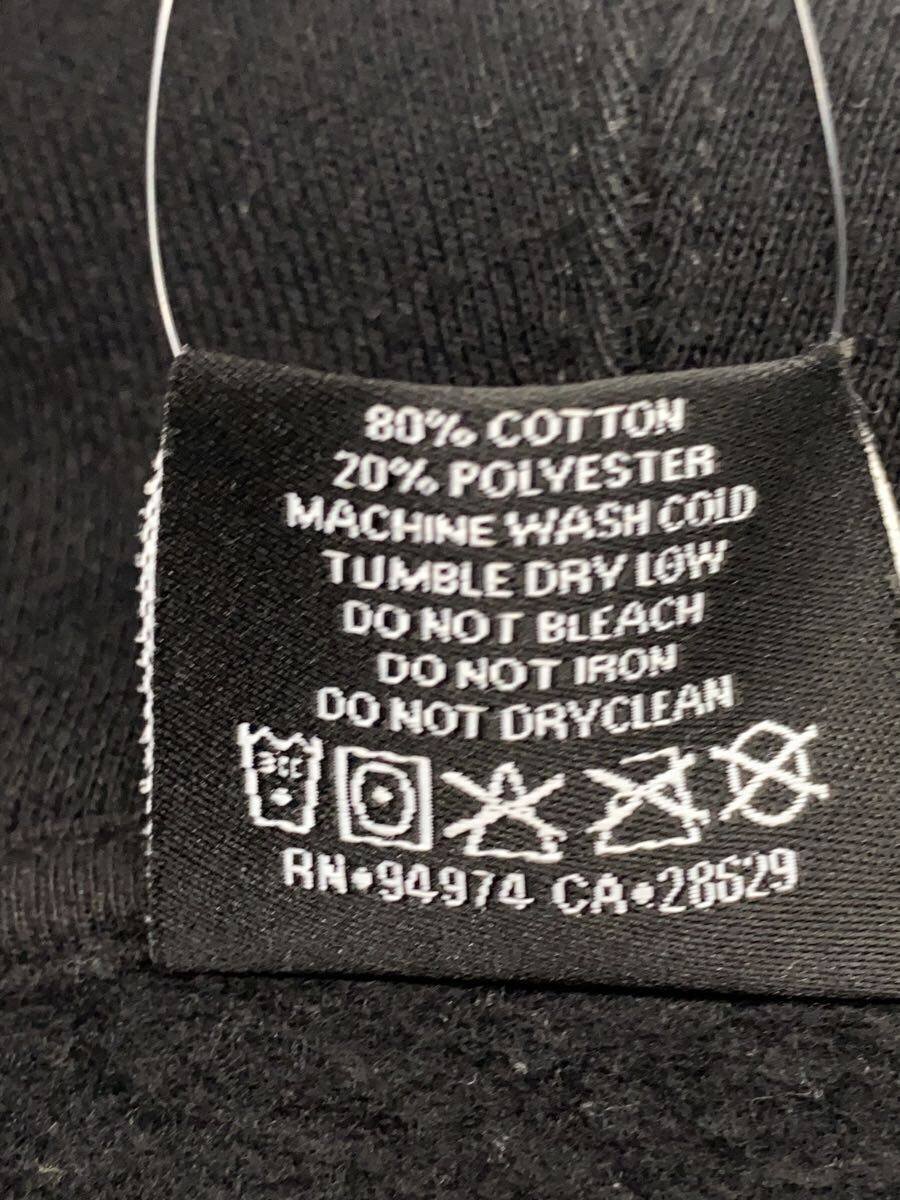 80% COTTON
20% POLYESTER
MACHINE WASH COLD
TUMBLE DRY LOW
DO NOT BLEACH
DO NOT IRON
DO NOT DRYCLEAN
RN•94974 CA•28629